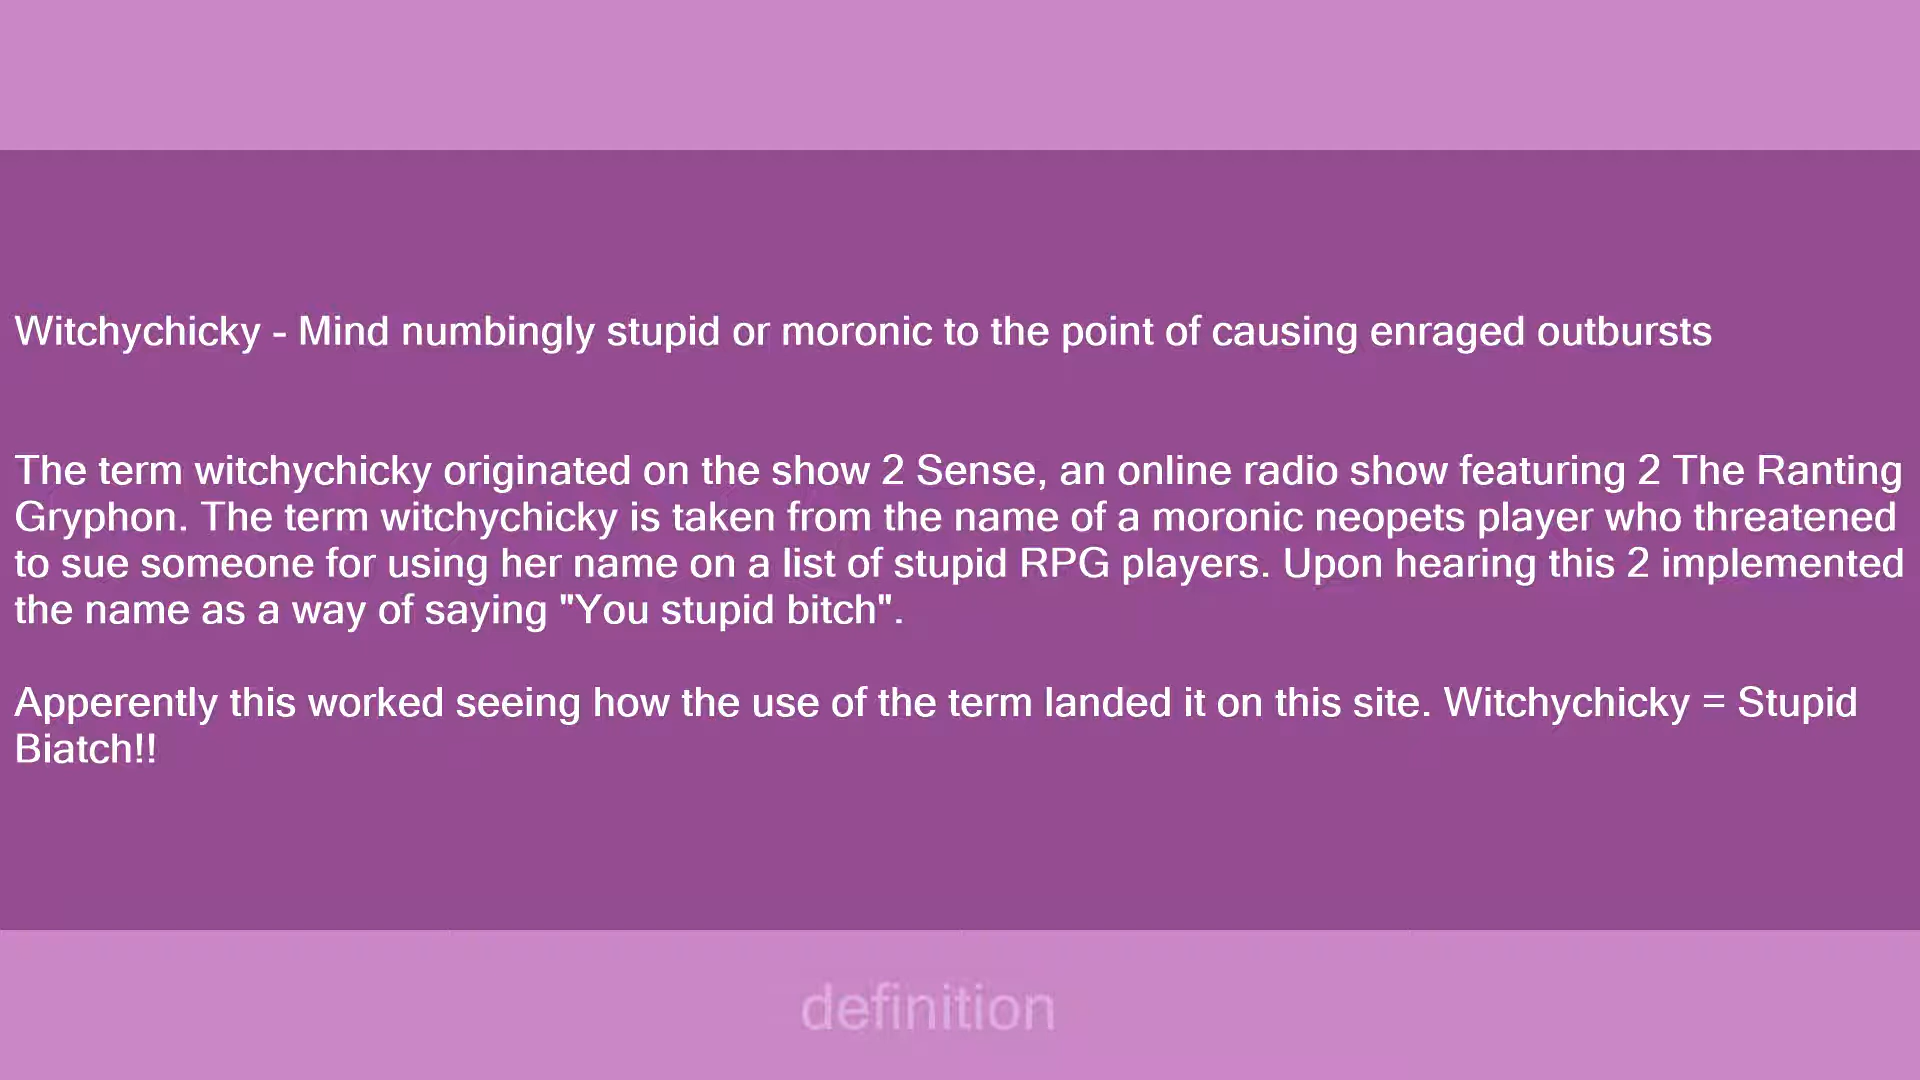 Witchychicky - Mind numbingly stupid or moronic to the point of causing enraged outbursts
The term witchychicky originated on the show 2 Sense, an online radio show featuring 2 The Ranting
Gryphon. The term witchychicky is taken from the name of a moronic neopets player who threatened
to sue someone for using her name on a list of stupid RPG players. Upon hearing this 2 implemented
the name as a way of saying "You stupid bitch".
Apperently this worked seeing how the use of the term landed it on this site. Witchychicky = Stupid
Biatch!!
definition